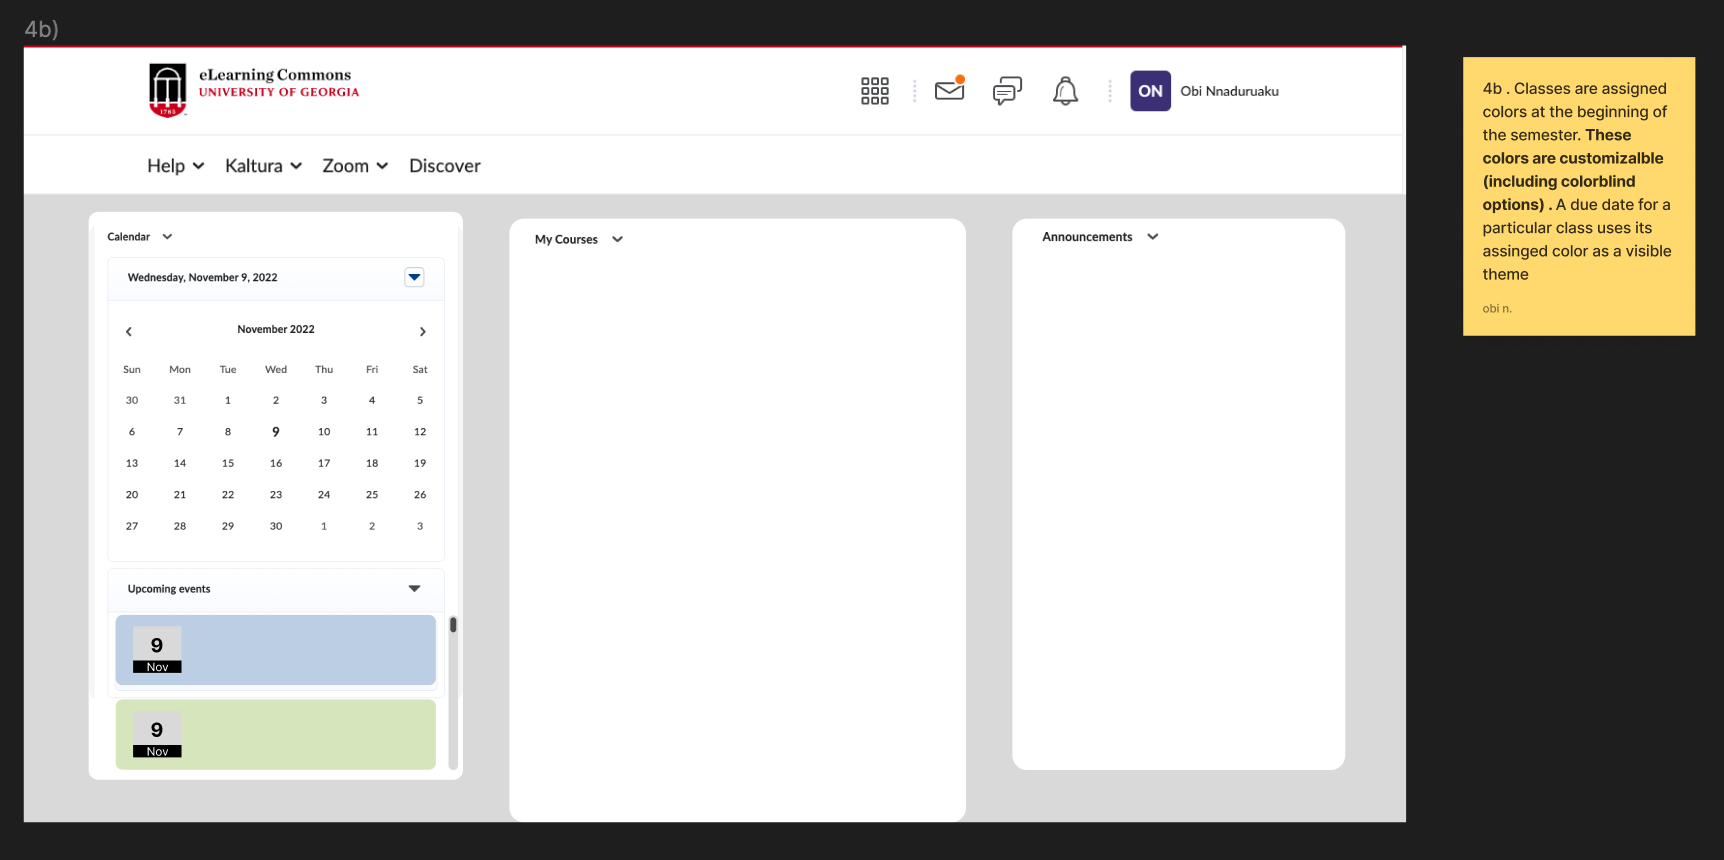 4b)
eLearning Commons
UNIVERSITY OF GEORGIA
1785
ON
Obi Nnaduruaku
Help
Kaltura
Zoom
Discover
Calendar
Wednesday, November 9, 2022
November 2022
Sun Mon Tue Wed Thu Fri Sat
30 31 1 2 3 4 5
6 7 8 9 10 11 12
13 14 15 16 17 18 19
20 21 22 23 24 25 26
27 28 29 30 1 2 3
Upcoming events
9
Nov
9
Nov
My Courses
Announcements
4b . Classes are assigned
colors at the beginning of
the semester. These
colors are customizalble
(including colorblind
options) . A due date for a
particular class uses its
assinged color as a visible
theme
obi n.